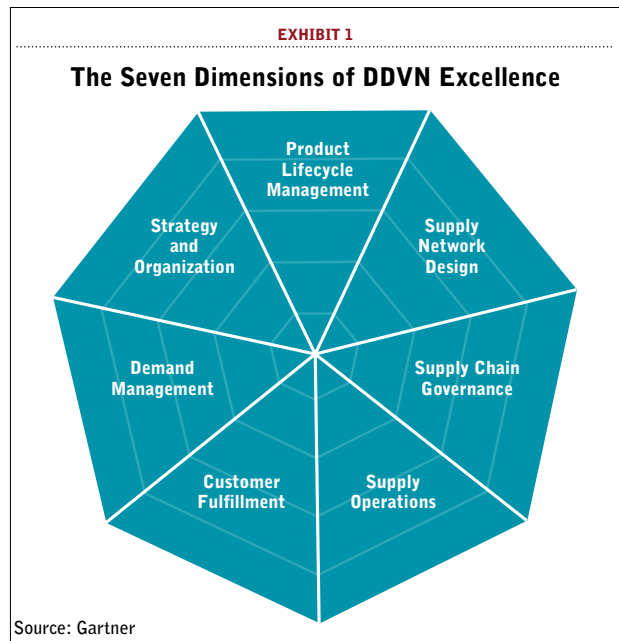 EXHIBIT 1
The Seven Dimensions of DDVN Excellence
Product
Lifecycle
Management
Strategy
and
Organization
Supply
Network
Design
Demand
Management
Supply Chain
Governance
Customer
Fulfillment
Supply
Operations
Source: Gartner